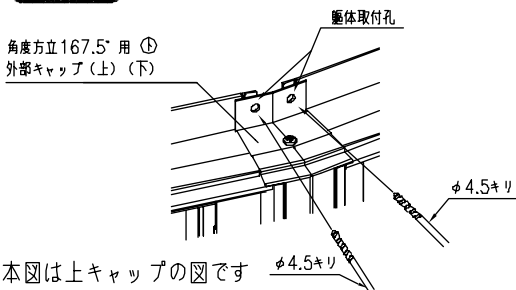 躯体取付孔
角度方立167.5°用 Ⓓ
外部キャップ(上)(下)
φ4.5キリ
本図は上キャップの図です
φ4.5キリ